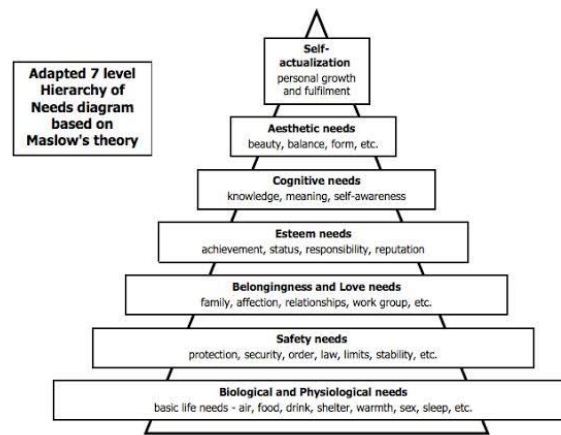 Adapted 7 level
Hierarchy of
Needs diagram
based on
Maslow's theory
Self-
actualization
personal growth
and fulfilment
Aesthetic needs
beauty, balance, form, etc.
Cognitive needs
knowledge, meaning, self-awareness
Esteem needs
achievement, status, responsibility, reputation
Belongingness and Love needs
family, affection, relationships, work group, etc.
Safety needs
protection, security, order, law, limits, stability, etc.
Biological and Physiological needs
basic life needs - air, food, drink, shelter, warmth, sex, sleep, etc.